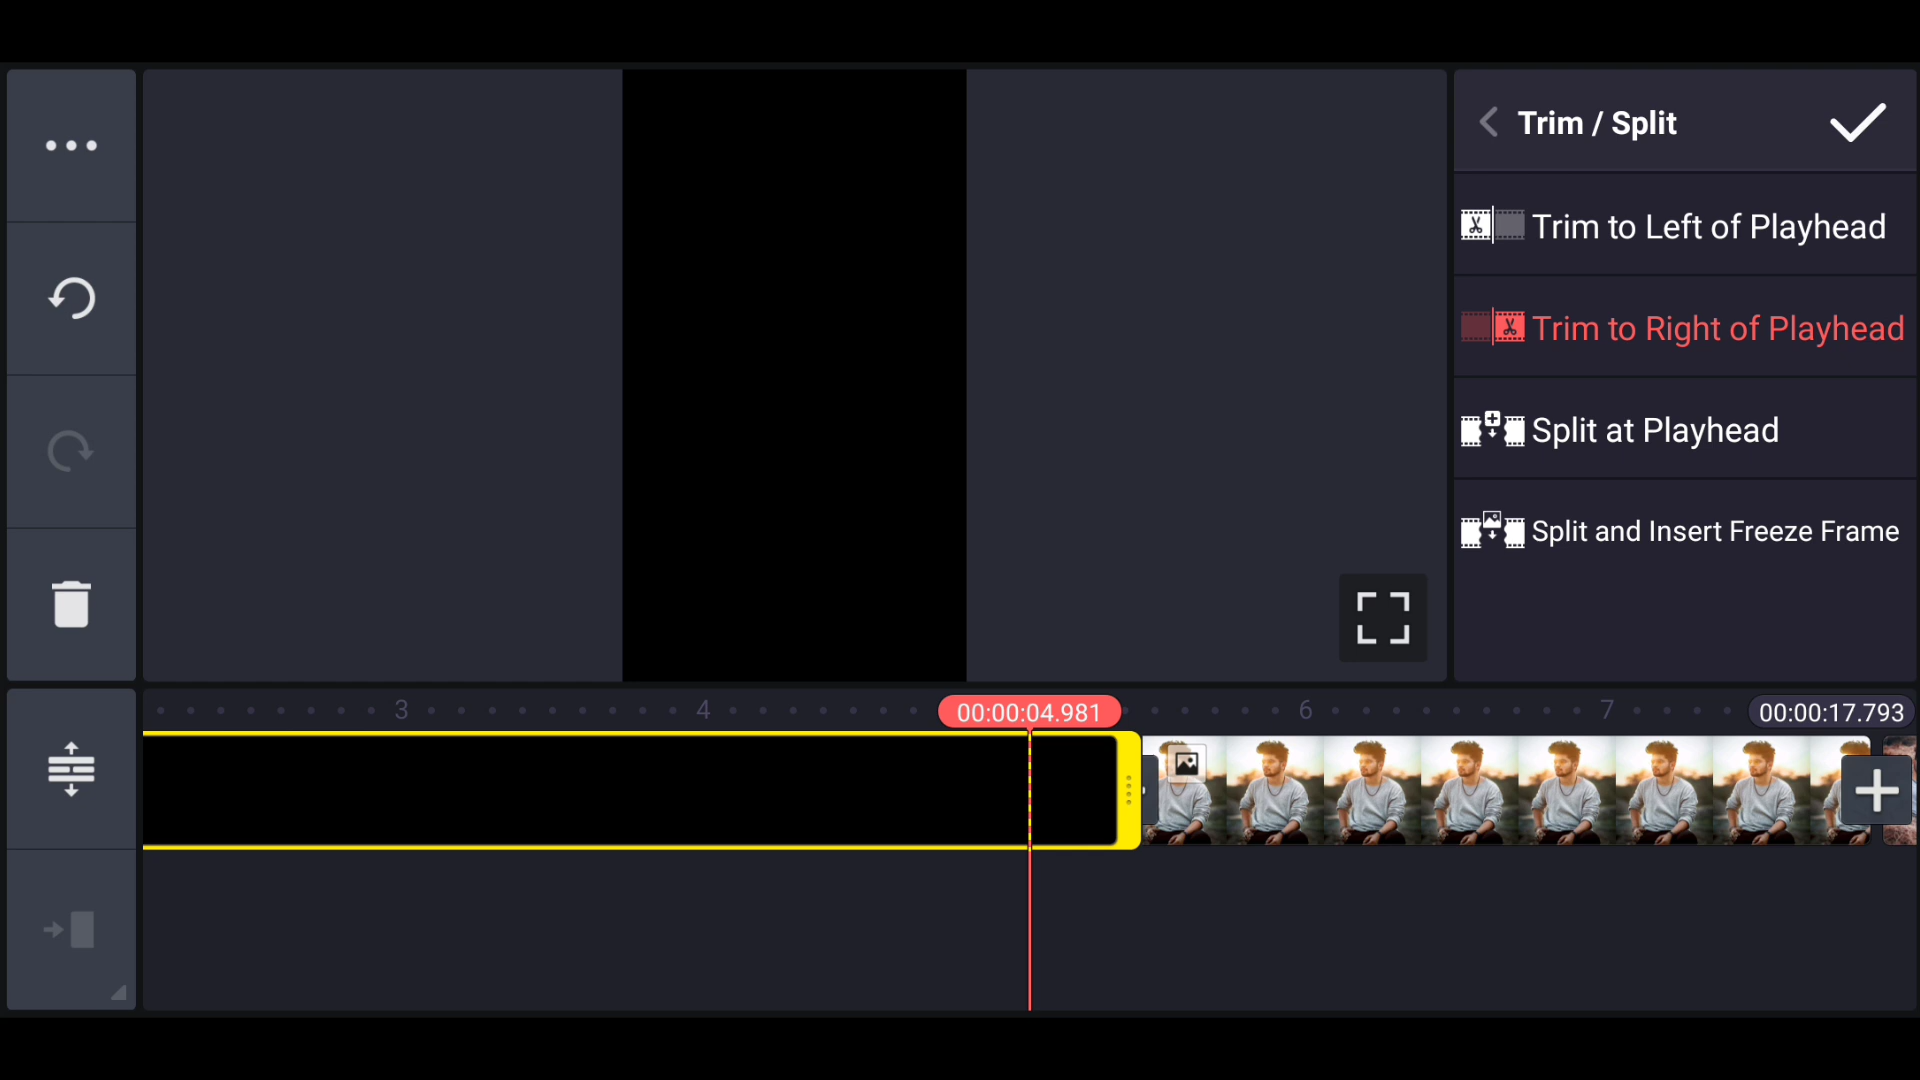 Trim / Split
Trim to Left of Playhead
Trim to Right of Playhead
Split at Playhead
Split and Insert Freeze Frame
3 4 00:00:04.981 6 7 00:00:17.793